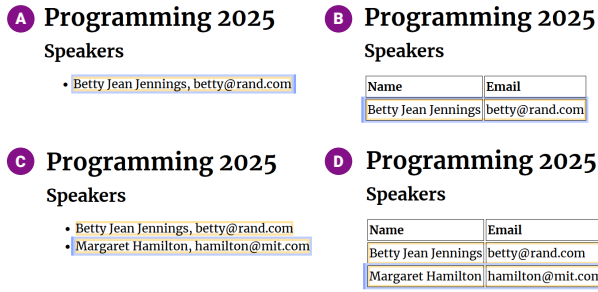 A
Programming 2025
Speakers
• Betty Jean Jennings, betty@rand.com
B
Programming 2025
Speakers
Name Email
Betty Jean Jennings betty@rand.com
C
Programming 2025
Speakers
• Betty Jean Jennings, betty@rand.com
• Margaret Hamilton, hamilton@mit.com
D
Programming 2025
Speakers
Name Email
Betty Jean Jennings betty@rand.com
Margaret Hamilton hamilton@mit.com